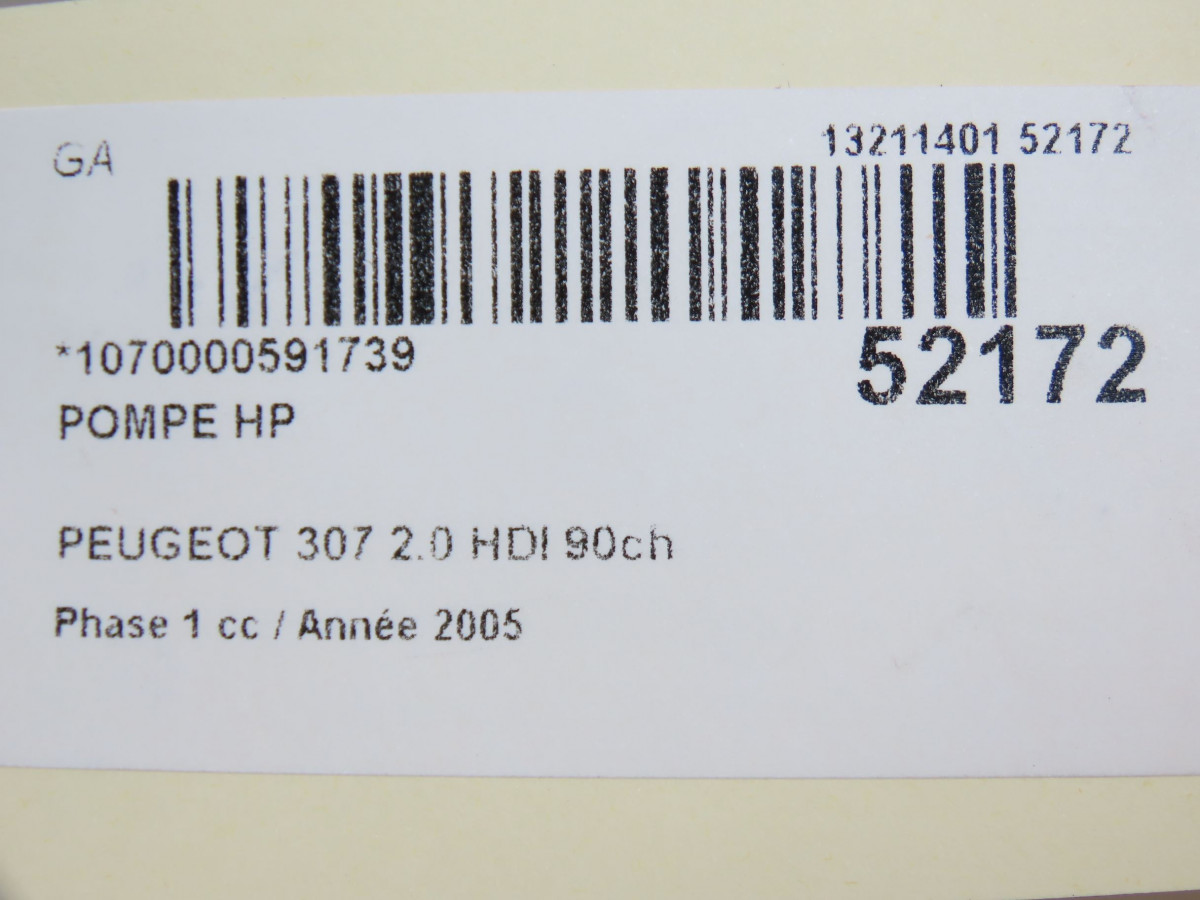 GA
13211401 52172
*1070000591739
52172
POMPE HP
PEUGEOT 307 2.0 HDI 90ch
Phase 1 cc / Année 2005